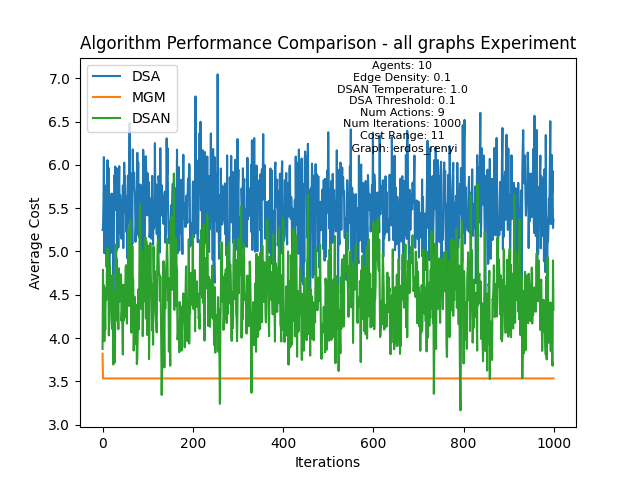 Algorithm Performance Comparison - all graphs Experiment
DSA
MGM
DSAN
Agents: 10
Edge Density: 0.1
DSAN Temperature: 1.0
DSA Threshold: 0.1
Num Actions: 9
Num Iterations: 1000
Cost Range: 11
Graph: erdos_renyi
7.0
6.5
6.0
5.5
5.0
4.5
4.0
3.5
3.0
Average Cost
0
200
400
600
800
1000
Iterations